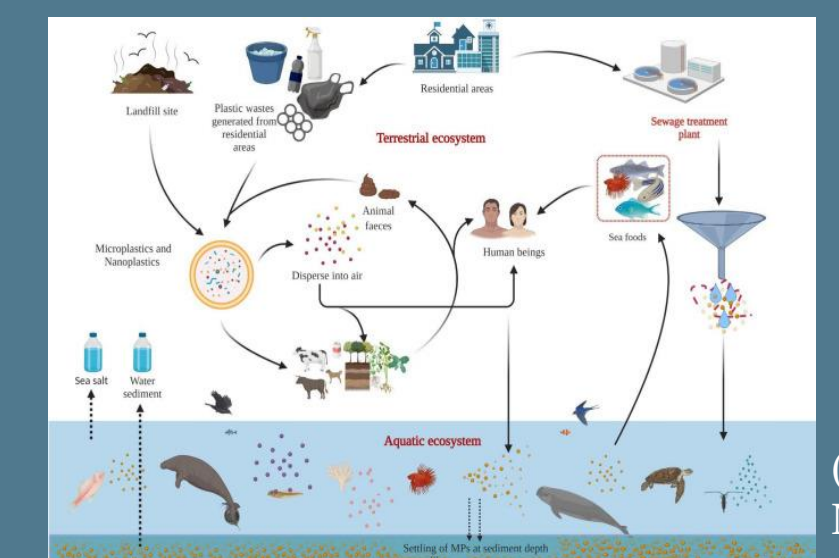 Landfill site
Plastic wastes
generated from
residential
areas
Residential areas
Sewage treatment
plant
Terrestrial ecosystem
Animal
faeces
Sea foods
Microplastics and
Nanoplastics
Disperse into air
Human beings
Sea salt
Water
sediment
Aquatic ecosystem
Settling of MPs at sediment depth